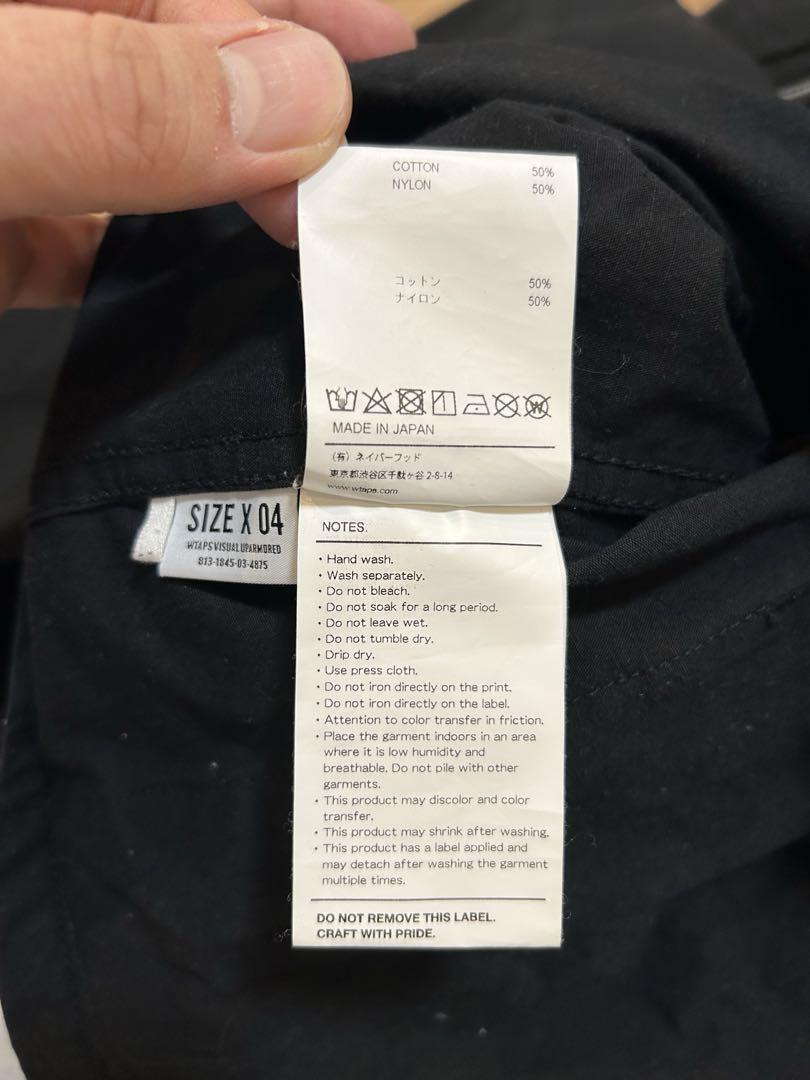 COTTON 50%
NYLON 50%
コットン 50%
ナイロン 50%
MADE IN JAPAN
(有) ネイバーフッド
東京都渋谷区千駄ヶ谷 2-8-14
www.wtaps.com
SIZE X 04
WTAPS VISUAL UPARMORED
813-1845-03-4875
NOTES.
・Hand wash.
・Wash separately.
・Do not bleach.
・Do not soak for a long period.
・Do not leave wet.
・Do not tumble dry.
・Drip dry.
・Use press cloth.
・Do not iron directly on the print.
・Do not iron directly on the label.
・Attention to color transfer in friction.
・Place the garment indoors in an area
where it is low humidity and
breathable. Do not pile with other
garments.
・This product may discolor and color
transfer.
・This product may shrink after washing.
・This product has a label applied and
may detach after washing the garment
multiple times.
DO NOT REMOVE THIS LABEL.
CRAFT WITH PRIDE.